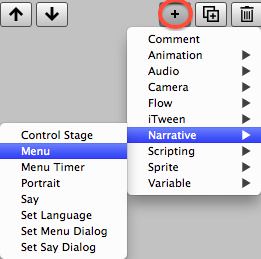 Comment
Animation
Audio
Camera
Flow
iTween
Narrative
Scripting
Sprite
Variable
Control Stage
Menu
Menu Timer
Portrait
Say
Set Language
Set Menu Dialog
Set Say Dialog